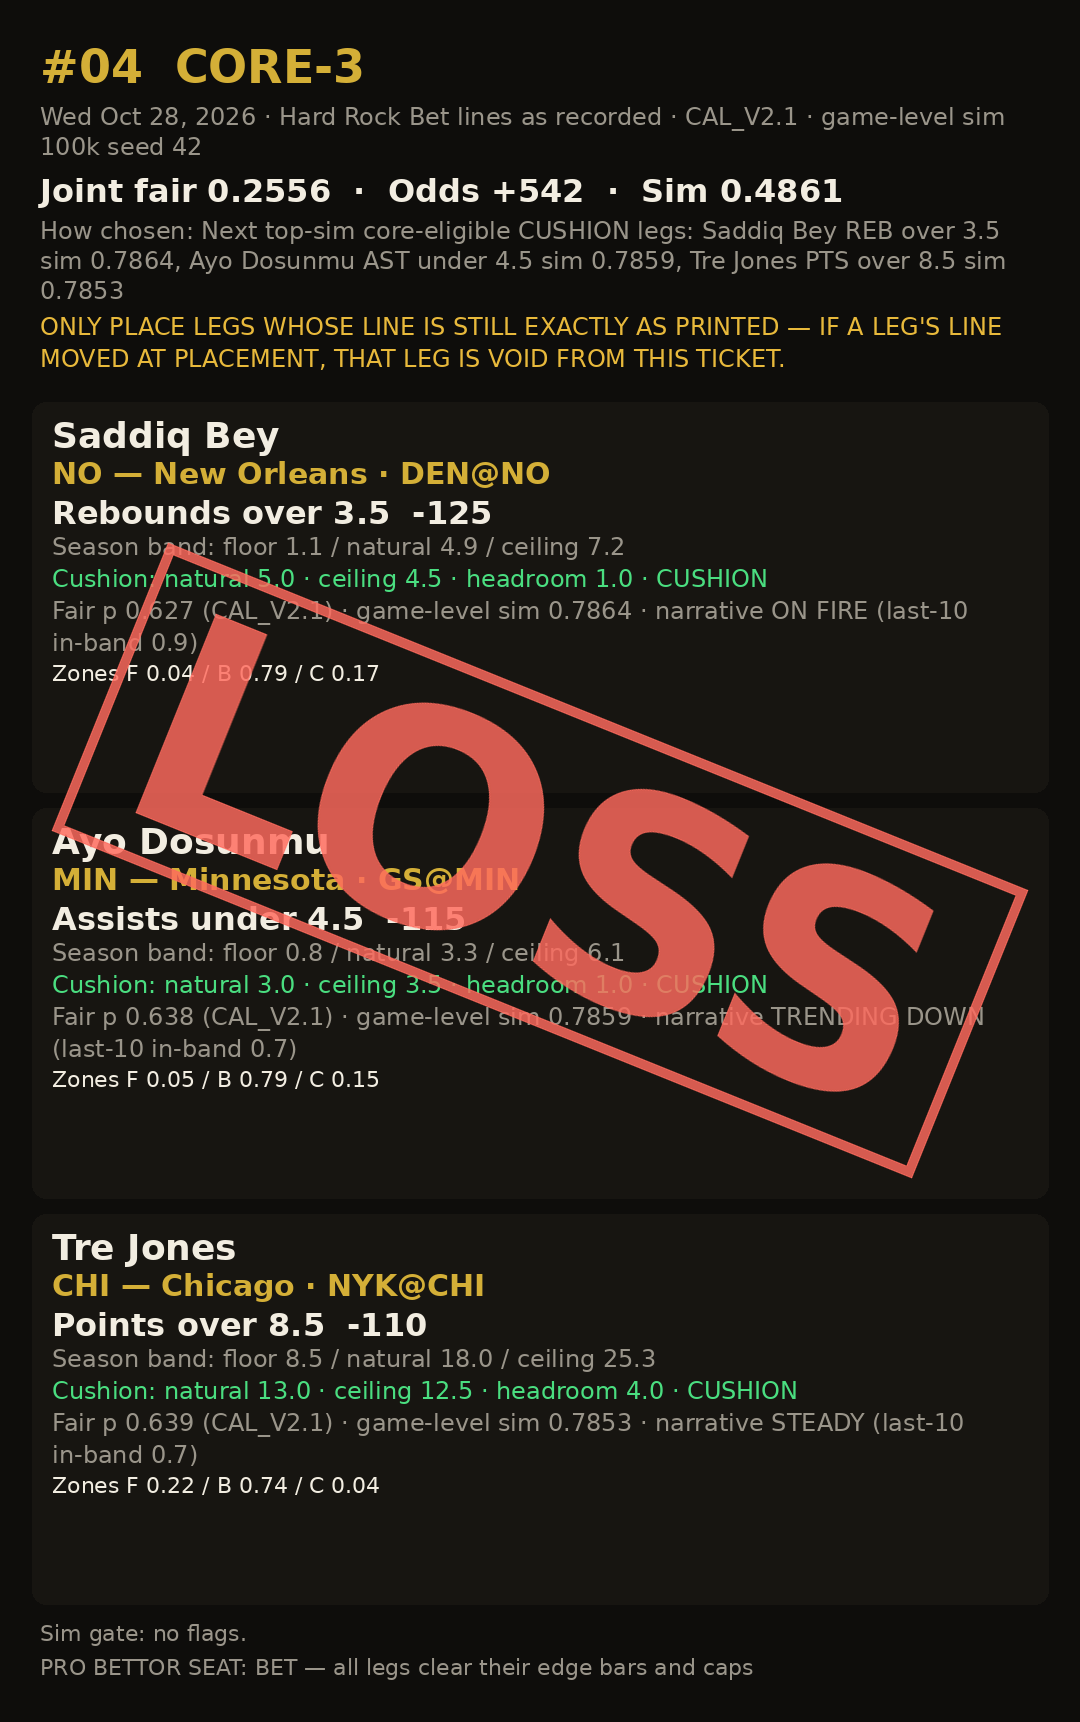 #04 CORE-3
Wed Oct 28, 2026 · Hard Rock Bet lines as recorded · CAL_V2.1 · game-level sim
100k seed 42
Joint fair 0.2556 · Odds +542 · Sim 0.4861
How chosen: Next top-sim core-eligible CUSHION legs: Saddiq Bey REB over 3.5
sim 0.7864, Ayo Dosunmu AST under 4.5 sim 0.7859, Tre Jones PTS over 8.5 sim
0.7853
ONLY PLACE LEGS WHOSE LINE IS STILL EXACTLY AS PRINTED — IF A LEG'S LINE
MOVED AT PLACEMENT, THAT LEG IS VOID FROM THIS TICKET.
Saddiq Bey
NO — New Orleans · DEN@NO
Rebounds over 3.5 -125
Season band: floor 1.1 / natural 4.9 / ceiling 7.2
Cushion: natural 5.0 · ceiling 4.5 · headroom 1.0 · CUSHION
Fair p 0.627 (CAL_V2.1) · game-level sim 0.7864 · narrative ON FIRE (last-10
in-band 0.9)
Zones F 0.04 / B 0.79 / C 0.17
LOSS
Ayo Dosunmu
MIN — Minnesota · GS@MIN
Assists under 4.5 -115
Season band: floor 0.8 / natural 3.3 / ceiling 6.1
Cushion: natural 3.0 · ceiling 3.5 · headroom 1.0 · CUSHION
Fair p 0.638 (CAL_V2.1) · game-level sim 0.7859 · narrative TRENDING DOWN
(last-10 in-band 0.7)
Zones F 0.05 / B 0.79 / C 0.15
Tre Jones
CHI — Chicago · NYK@CHI
Points over 8.5 -110
Season band: floor 8.5 / natural 18.0 / ceiling 25.3
Cushion: natural 13.0 · ceiling 12.5 · headroom 4.0 · CUSHION
Fair p 0.639 (CAL_V2.1) · game-level sim 0.7853 · narrative STEADY (last-10
in-band 0.7)
Zones F 0.22 / B 0.74 / C 0.04
Sim gate: no flags.
PRO BETTOR SEAT: BET — all legs clear their edge bars and caps